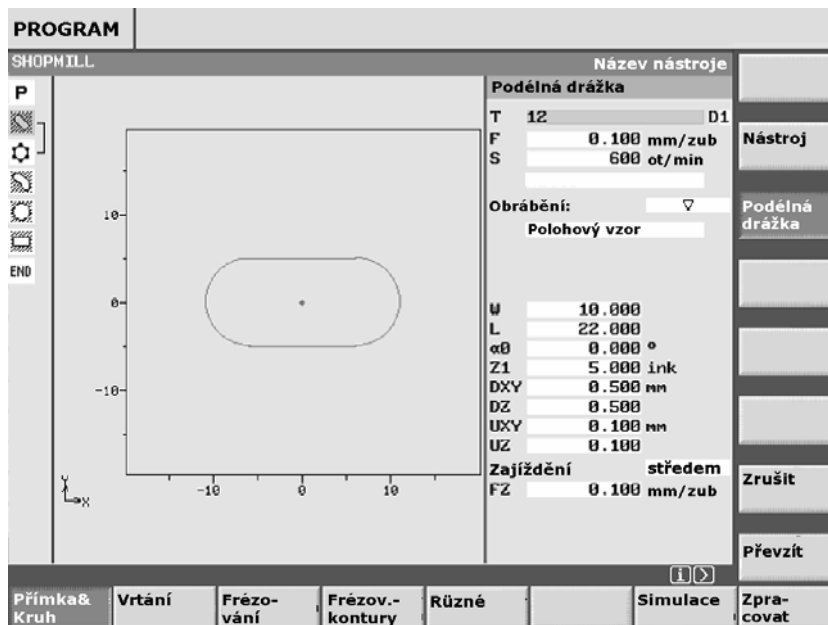 PROGRAM
SHOPMILL Název nástroje
P
END
10
0
-10
-10 0 10
Y
X
Podélná drážka
T 12 D1
F 0.100 mm/zub
S 600 ot/min
Obrábění: ▽
Polohový vzor
W 10.000
L 22.000
α0 0.000 °
Z1 5.000 ink
DXY 0.500 mm
DZ 0.500
UXY 0.100 mm
UZ 0.100
Zajíždění středem
FZ 0.100 mm/zub
Nástroj
Podélná
drážka
Zrušit
Převzít
i >
Přímka&
Kruh
Vrtání
Frézo-
vání
Frézov.-
kontury
Různé
Simulace
Zpra-
covat